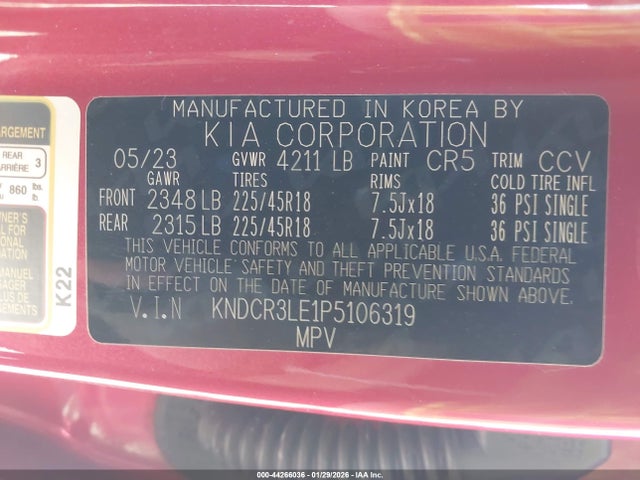 ARGEMENT
REAR 3
ARRIÈRE
860 lbs.
K22
MANUFACTURED IN KOREA BY
KIA CORPORATION
05/23 GVWR 4211 LB PAINT CR5 TRIM CCV
GAWR TIRES RIMS COLD TIRE INFL
FRONT 2348 LB 225/45R18 7.5Jx18 36 PSI SINGLE
REAR 2315 LB 225/45R18 7.5Jx18 36 PSI SINGLE
THIS VEHICLE CONFORMS TO ALL APPLICABLE U.S.A. FEDERAL
MOTOR VEHICLE SAFETY AND THEFT PREVENTION STANDARDS
IN EFFECT ON THE DATE OF MANUFACTURE SHOWN ABOVE.
V.I.N KNDCR3LE1P5106319
MPV
000-44266036 - 01/29/2026 - IAA Inc.